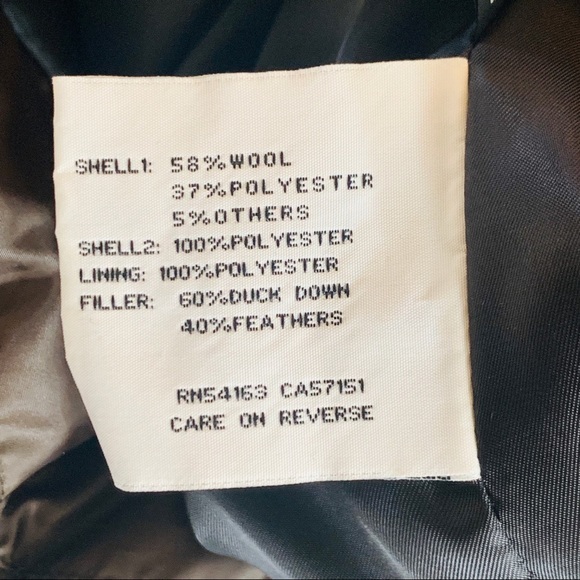 SHELL1: 58%WOOL
37%POLYESTER
5%OTHERS
SHELL2: 100%POLYESTER
LINING: 100%POLYESTER
FILLER: 60%DUCK DOWN
40%FEATHERS
RN54163 CA57151
CARE ON REVERSE